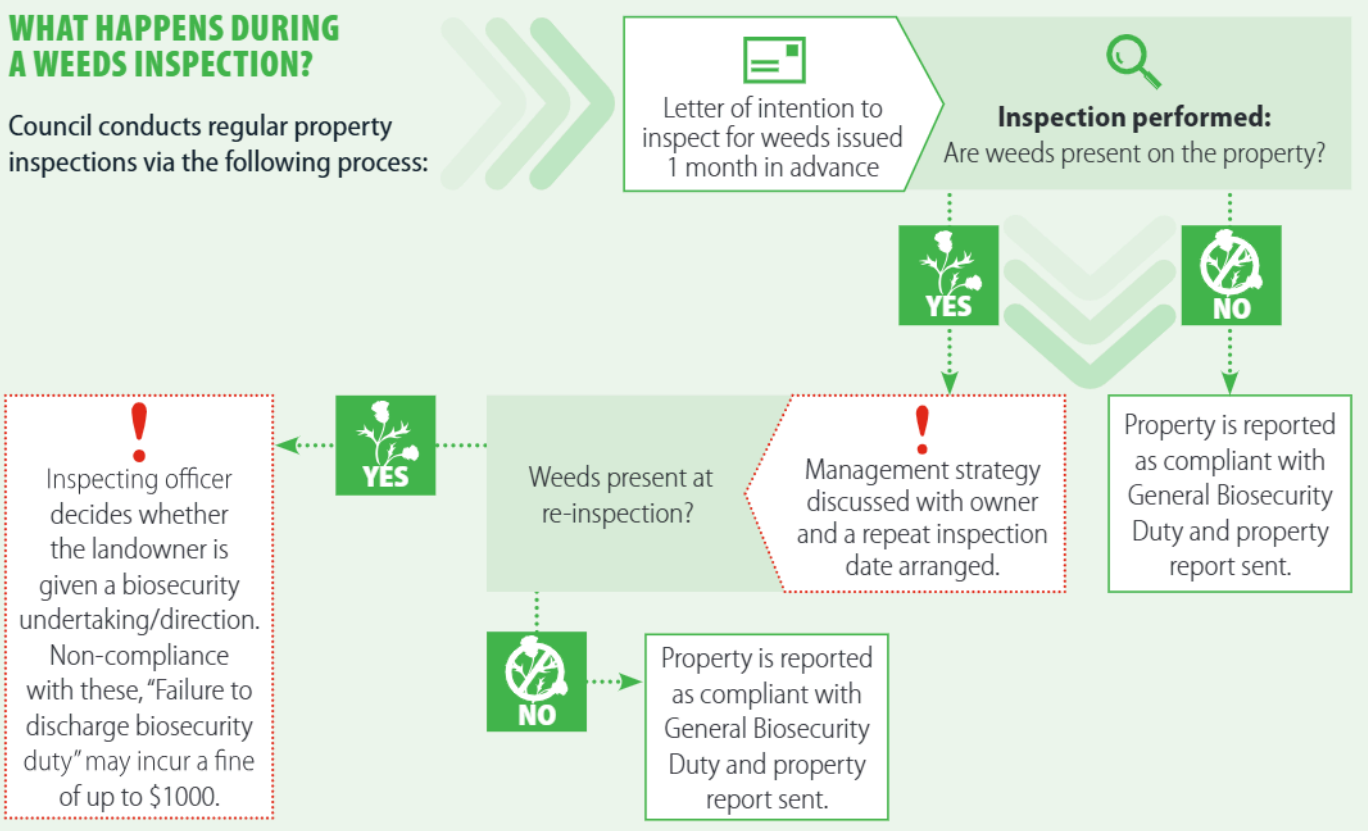 WHAT HAPPENS DURING
A WEEDS INSPECTION?
Council conducts regular property
inspections via the following process:
Letter of intention to
inspect for weeds issued
1 month in advance
Inspection performed:
Are weeds present on the property?
YES
NO
Property is reported
as compliant with
General Biosecurity
Duty and property
report sent.
!
Management strategy
discussed with owner
and a repeat inspection
date arranged.
Weeds present at
re-inspection?
YES
!
Inspecting officer
decides whether
the landowner is
given a biosecurity
undertaking/direction.
Non-compliance
with these, “Failure to
discharge biosecurity
duty” may incur a fine
of up to $1000.
NO
Property is reported
as compliant with
General Biosecurity
Duty and property
report sent.